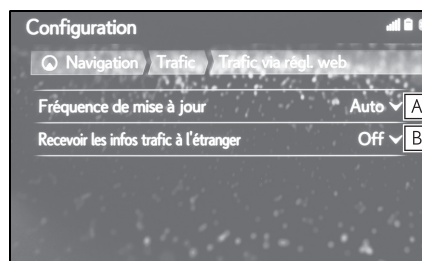 Configuration
Navigation Trafic Trafic via régl. web
Fréquence de mise à jour Auto A
Recevoir les infos trafic à l'étranger Off B